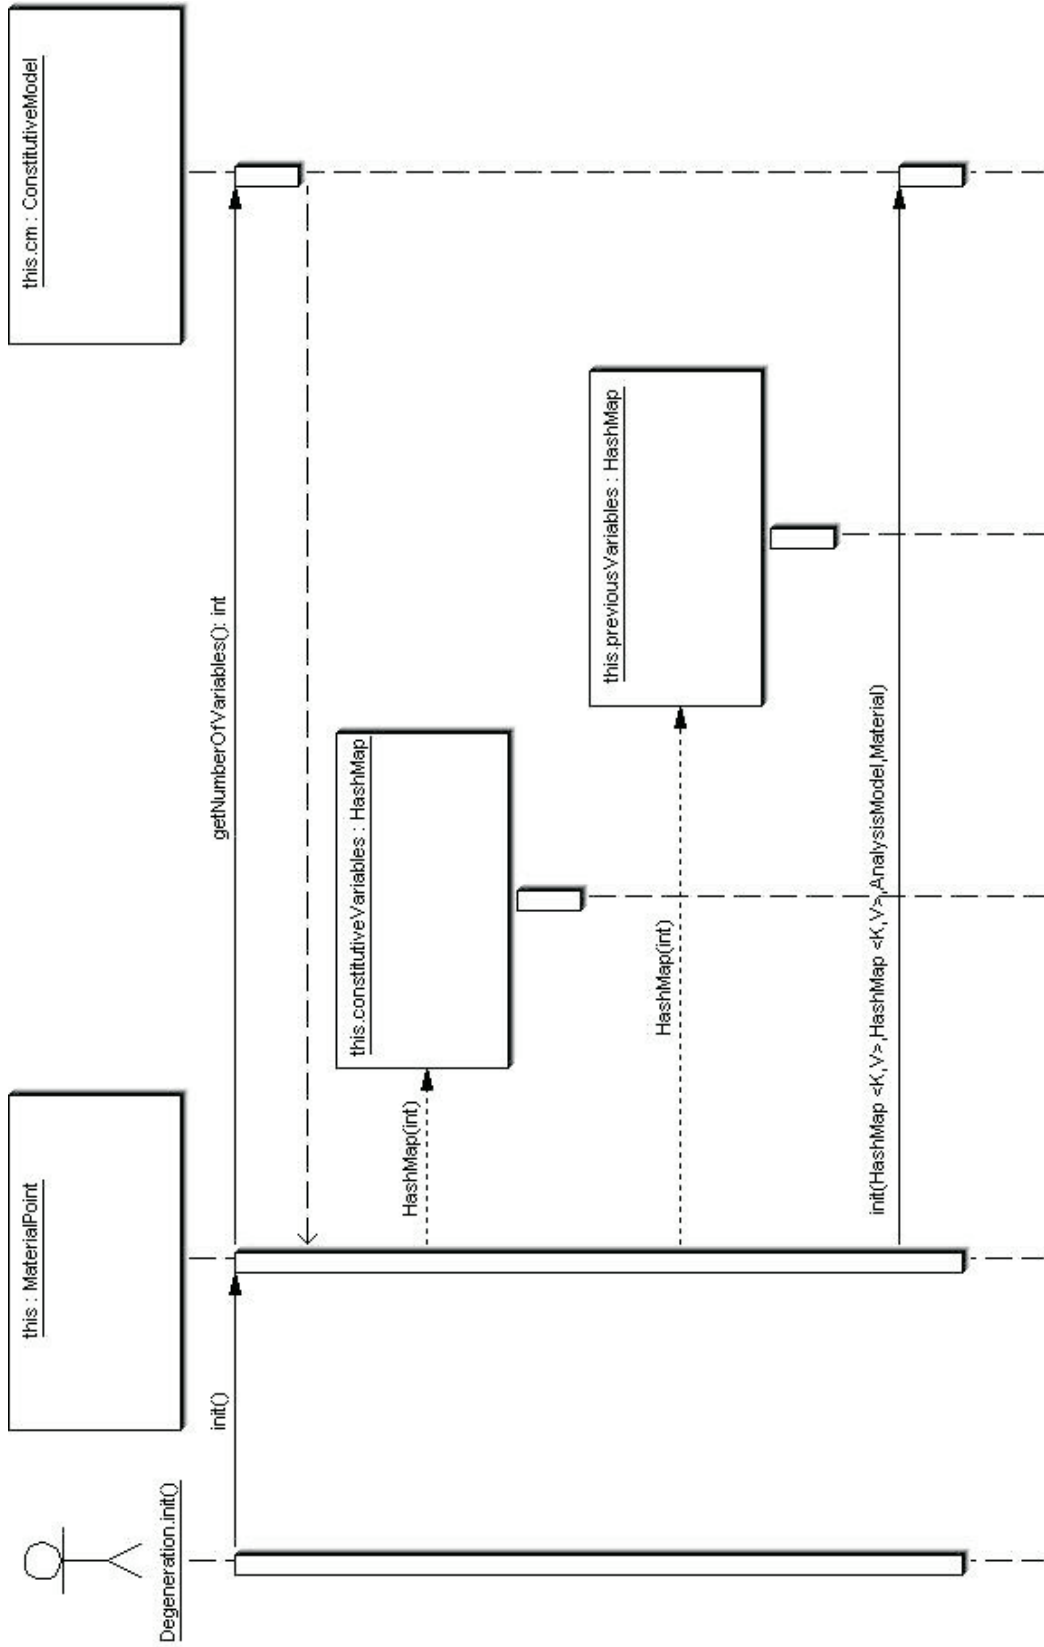 Degeneration.init()
this : MaterialPoint
this.cm : ConstitutiveModel
init()
getNumberOfVariables(): int
this.constitutiveVariables : HashMap
HashMap(int)
this.previousVariables : HashMap
HashMap(int)
init(HashMap <K,V>,HashMap <K,V>,AnalysisModel,Material)